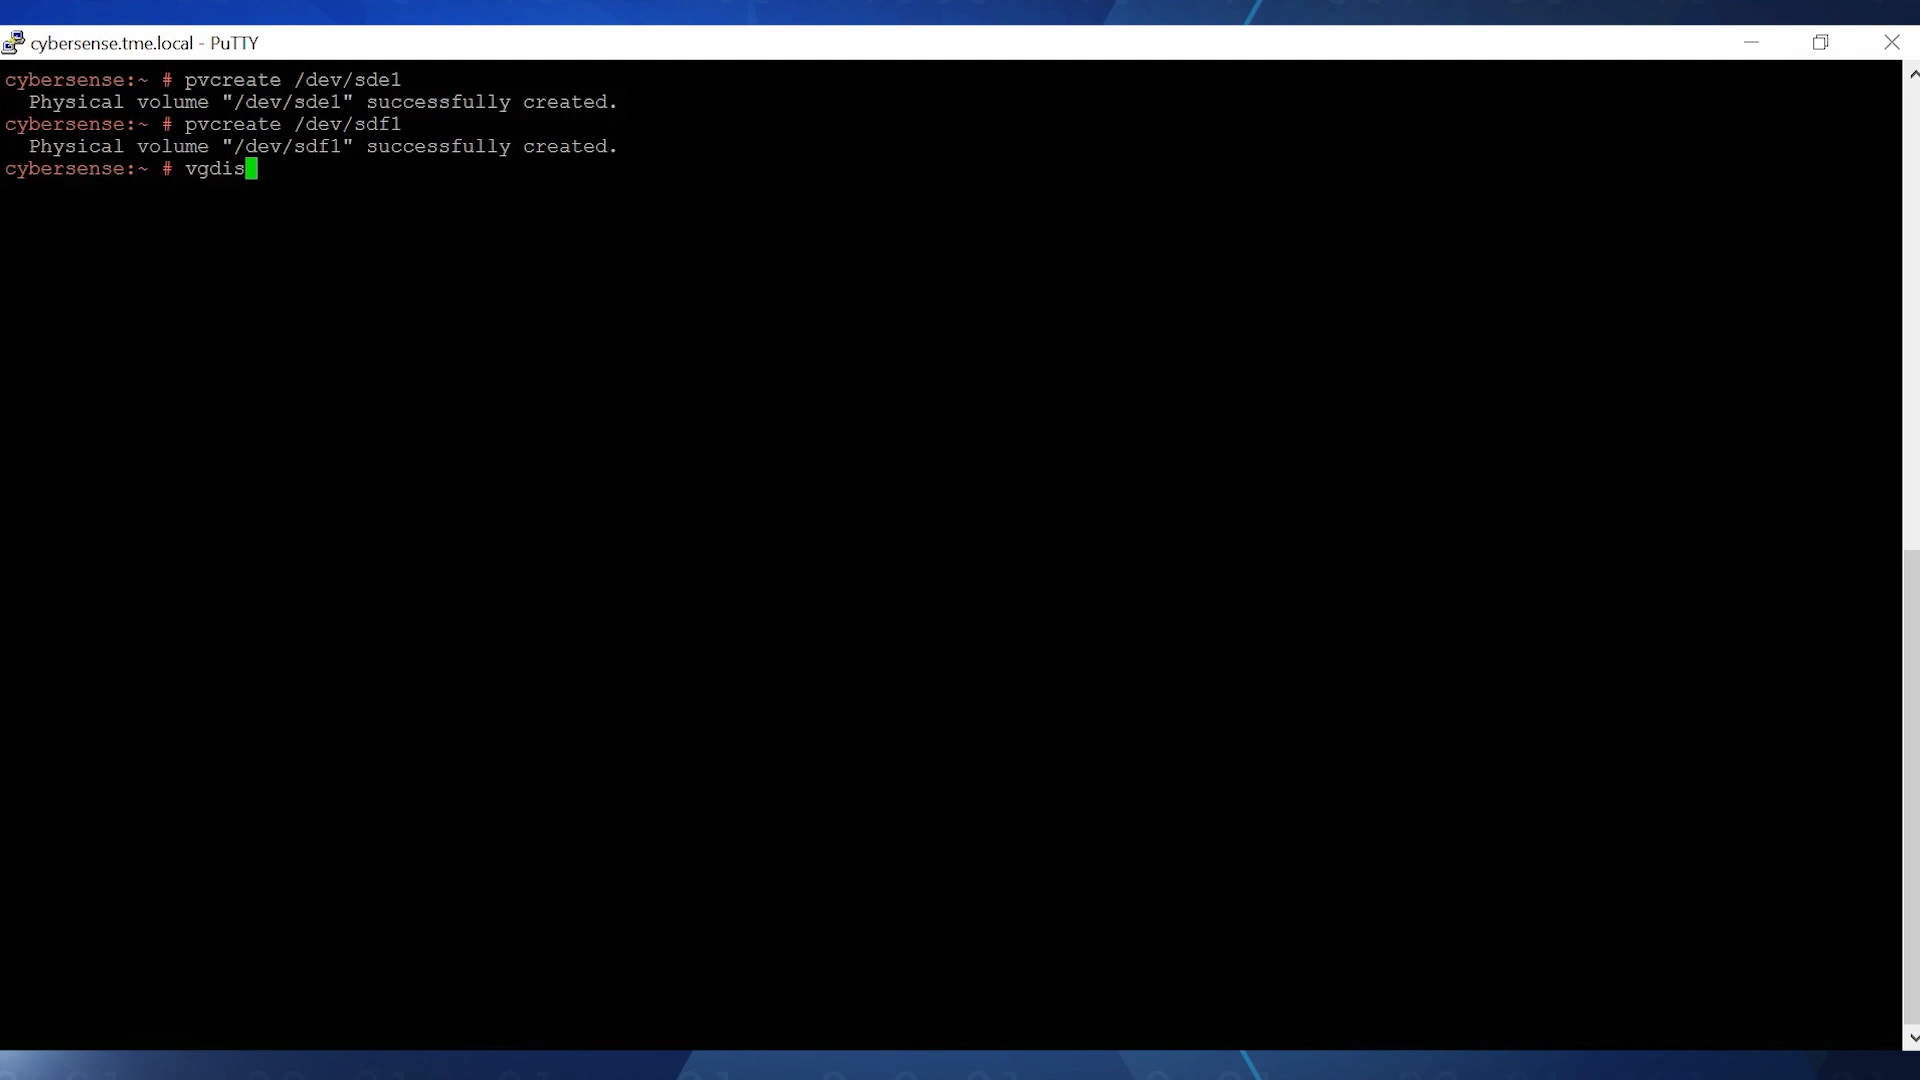 cybersense.tme.local - PuTTY
cybersense:~ # pvcreate /dev/sde1
  Physical volume "/dev/sde1" successfully created.
cybersense:~ # pvcreate /dev/sdf1
  Physical volume "/dev/sdf1" successfully created.
cybersense:~ # vgdis